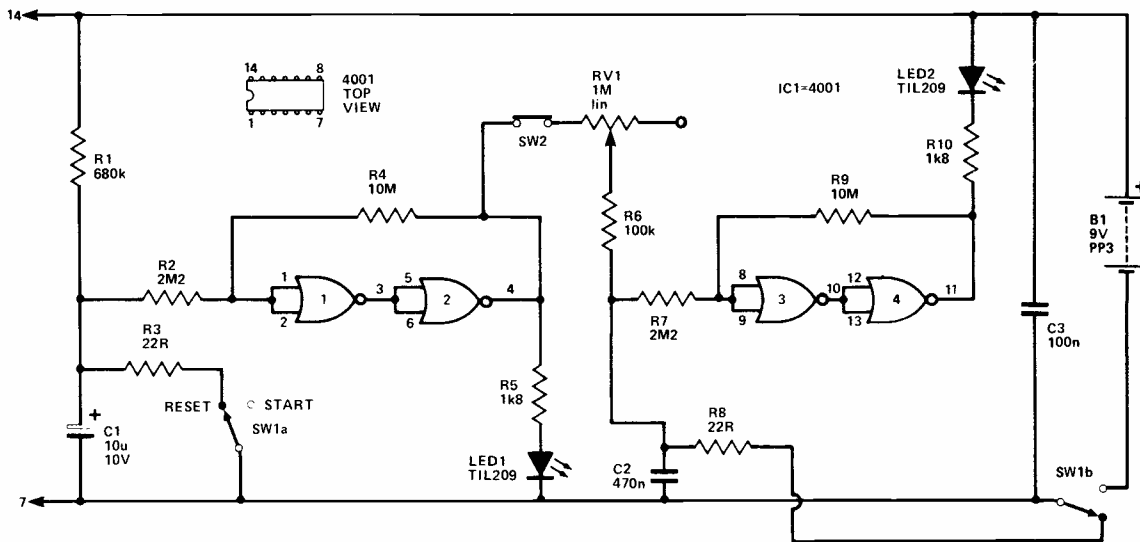 14
14
8
4001
TOP
VIEW
1
7
RV1
1M
lin
IC1=4001
LED2
TIL209
SW2
R1
680k
R4
10M
R10
1k8
R9
10M
R6
100k
B1
9V
PP3
+
R2
2M2
1
2
1
3
5
6
2
4
8
9
3
10
12
13
4
11
R7
2M2
R3
22R
C3
100n
R5
1k8
RESET
START
SW1a
+
C1
10u
10V
R8
22R
LED1
TIL209
C2
470n
SW1b
7